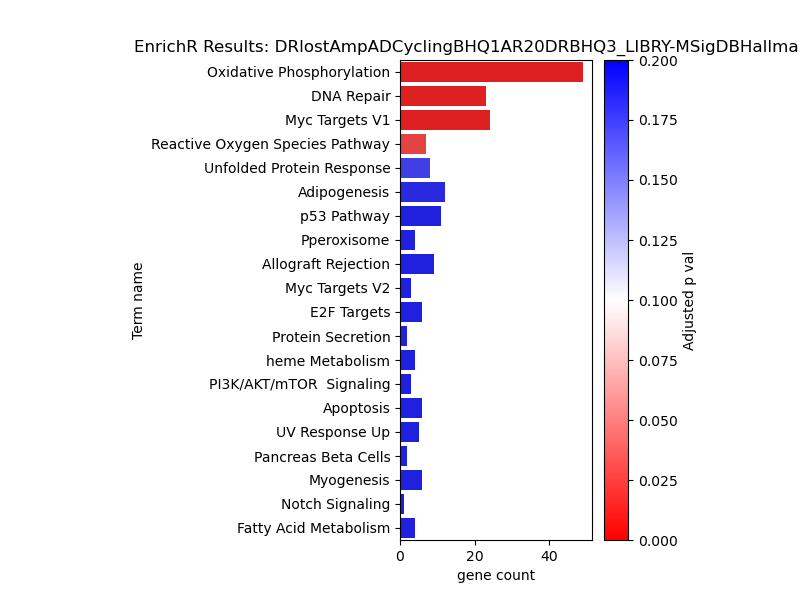 EnrichR Results: DRlostAmpADCyclingBHQ1AR20DRBHQ3_LIBRY-MSigDBHallma
Oxidative Phosphorylation
DNA Repair
Myc Targets V1
Reactive Oxygen Species Pathway
Unfolded Protein Response
Adipogenesis
p53 Pathway
Pperoxisome
Allograft Rejection
Myc Targets V2
E2F Targets
Protein Secretion
heme Metabolism
PI3K/AKT/mTOR  Signaling
Apoptosis
UV Response Up
Pancreas Beta Cells
Myogenesis
Notch Signaling
Fatty Acid Metabolism
Term name
0 20 40
gene count
0.200
0.175
0.150
0.125
0.100
0.075
0.050
0.025
0.000
Adjusted p val